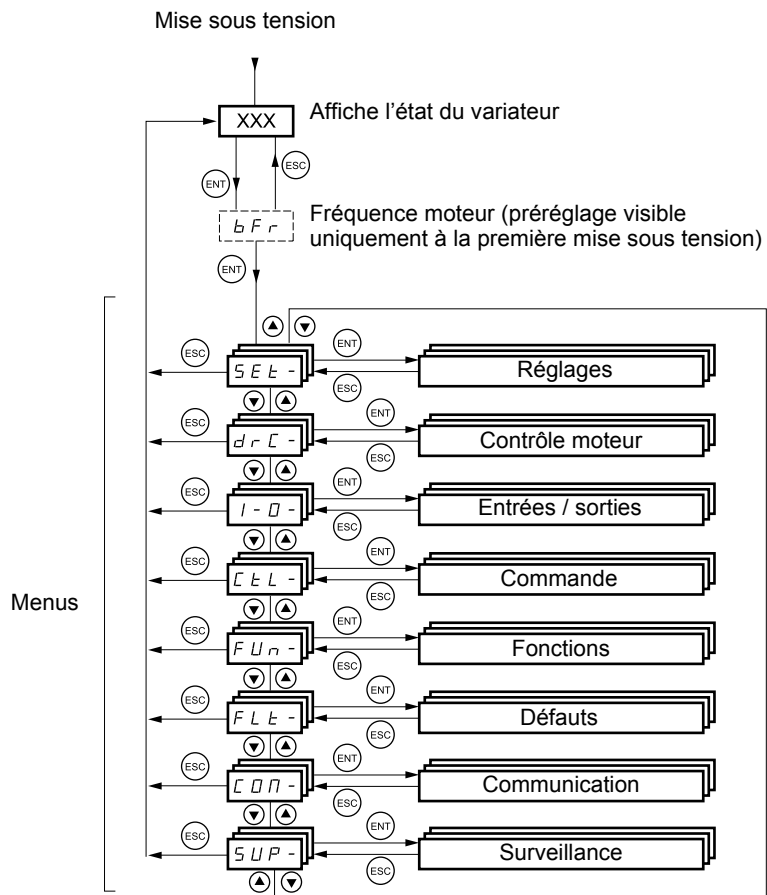 Mise sous tension
XXX
Affiche l'état du variateur
ENT
ESC
bFr
Fréquence moteur (préréglage visible
uniquement à la première mise sous tension)
ENT
Menus
ESC
SEt-
ENT
ESC
Réglages
ESC
drC-
ENT
ESC
Contrôle moteur
ESC
I-O-
ENT
ESC
Entrées / sorties
ESC
CtL-
ENT
ESC
Commande
ESC
FUn-
ENT
ESC
Fonctions
ESC
FLt-
ENT
ESC
Défauts
ESC
COM-
ENT
ESC
Communication
ESC
SUP-
ENT
ESC
Surveillance